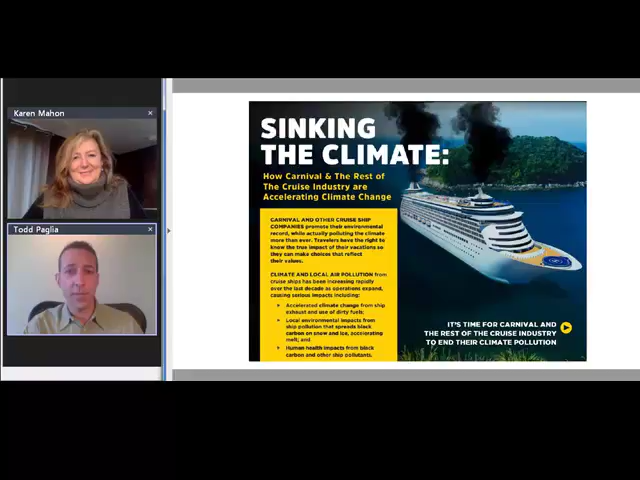 Karen Mahon
Todd Paglia
SINKING
THE CLIMATE:
How Carnival & The Rest of
The Cruise Industry are
Accelerating Climate Change
CARNIVAL AND OTHER CRUISE SHIP
COMPANIES promote their environmental
record, while actually polluting the climate
more than ever. Travelers have the right to
know the true impact of their vacations so
they can make choices that reflect
their values.
CLIMATE AND LOCAL AIR POLLUTION from
cruise ships has been increasing rapidly
over the last decade as operations expand,
causing serious impacts including:
Accelerated climate change from ship
exhaust and use of dirty fuels;
Local environmental impacts from
ship pollution that spreads black
carbon on snow and ice, accelerating
melt; and
Human health impacts from black
carbon and other ship pollutants.
IT'S TIME FOR CARNIVAL AND
THE REST OF THE CRUISE INDUSTRY
TO END THEIR CLIMATE POLLUTION